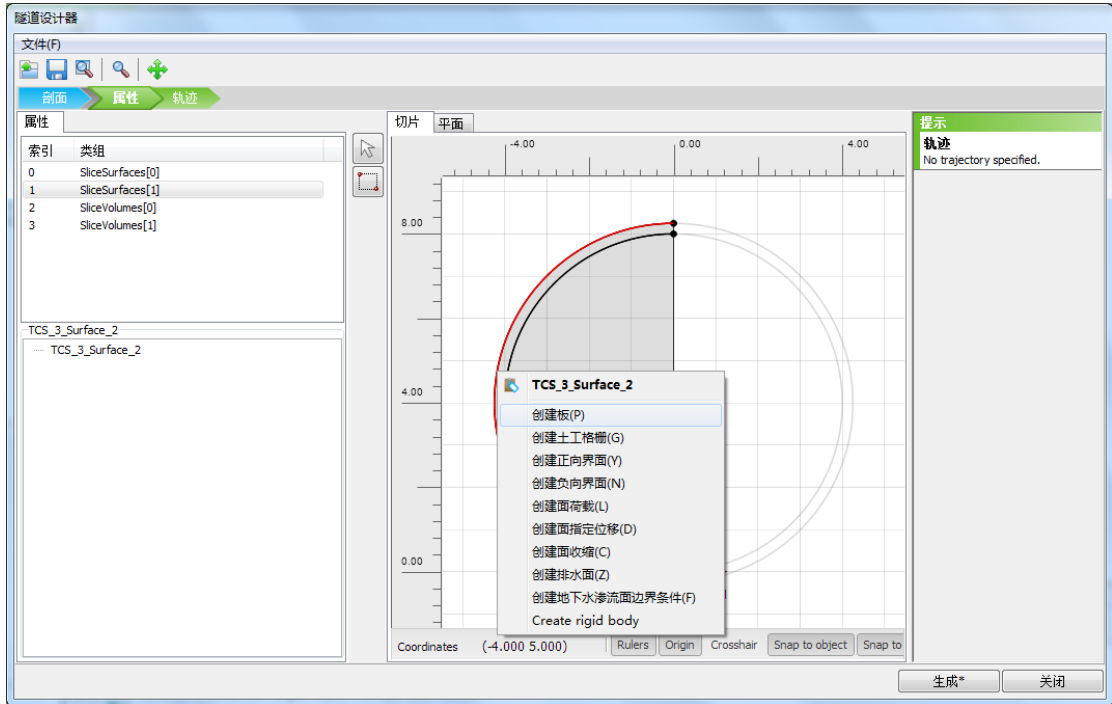 隧道设计器
文件(F)
剖面 属性 轨迹
属性
索引 类组
0 SliceSurfaces[0]
1 SliceSurfaces[1]
2 SliceVolumes[0]
3 SliceVolumes[1]
TCS_3_Surface_2
TCS_3_Surface_2
切片 平面
-4.00 0.00 4.00
8.00
4.00
0.00
TCS_3_Surface_2
创建板(P)
创建土工格栅(G)
创建正向界面(Y)
创建负向界面(N)
创建面荷载(L)
创建面指定位移(D)
创建面收缩(C)
创建排水面(Z)
创建地下水渗流面边界条件(F)
Create rigid body
Coordinates (-4.000 5.000) Rulers Origin Crosshair Snap to object Snap to
提示
轨迹
No trajectory specified.
生成* 关闭